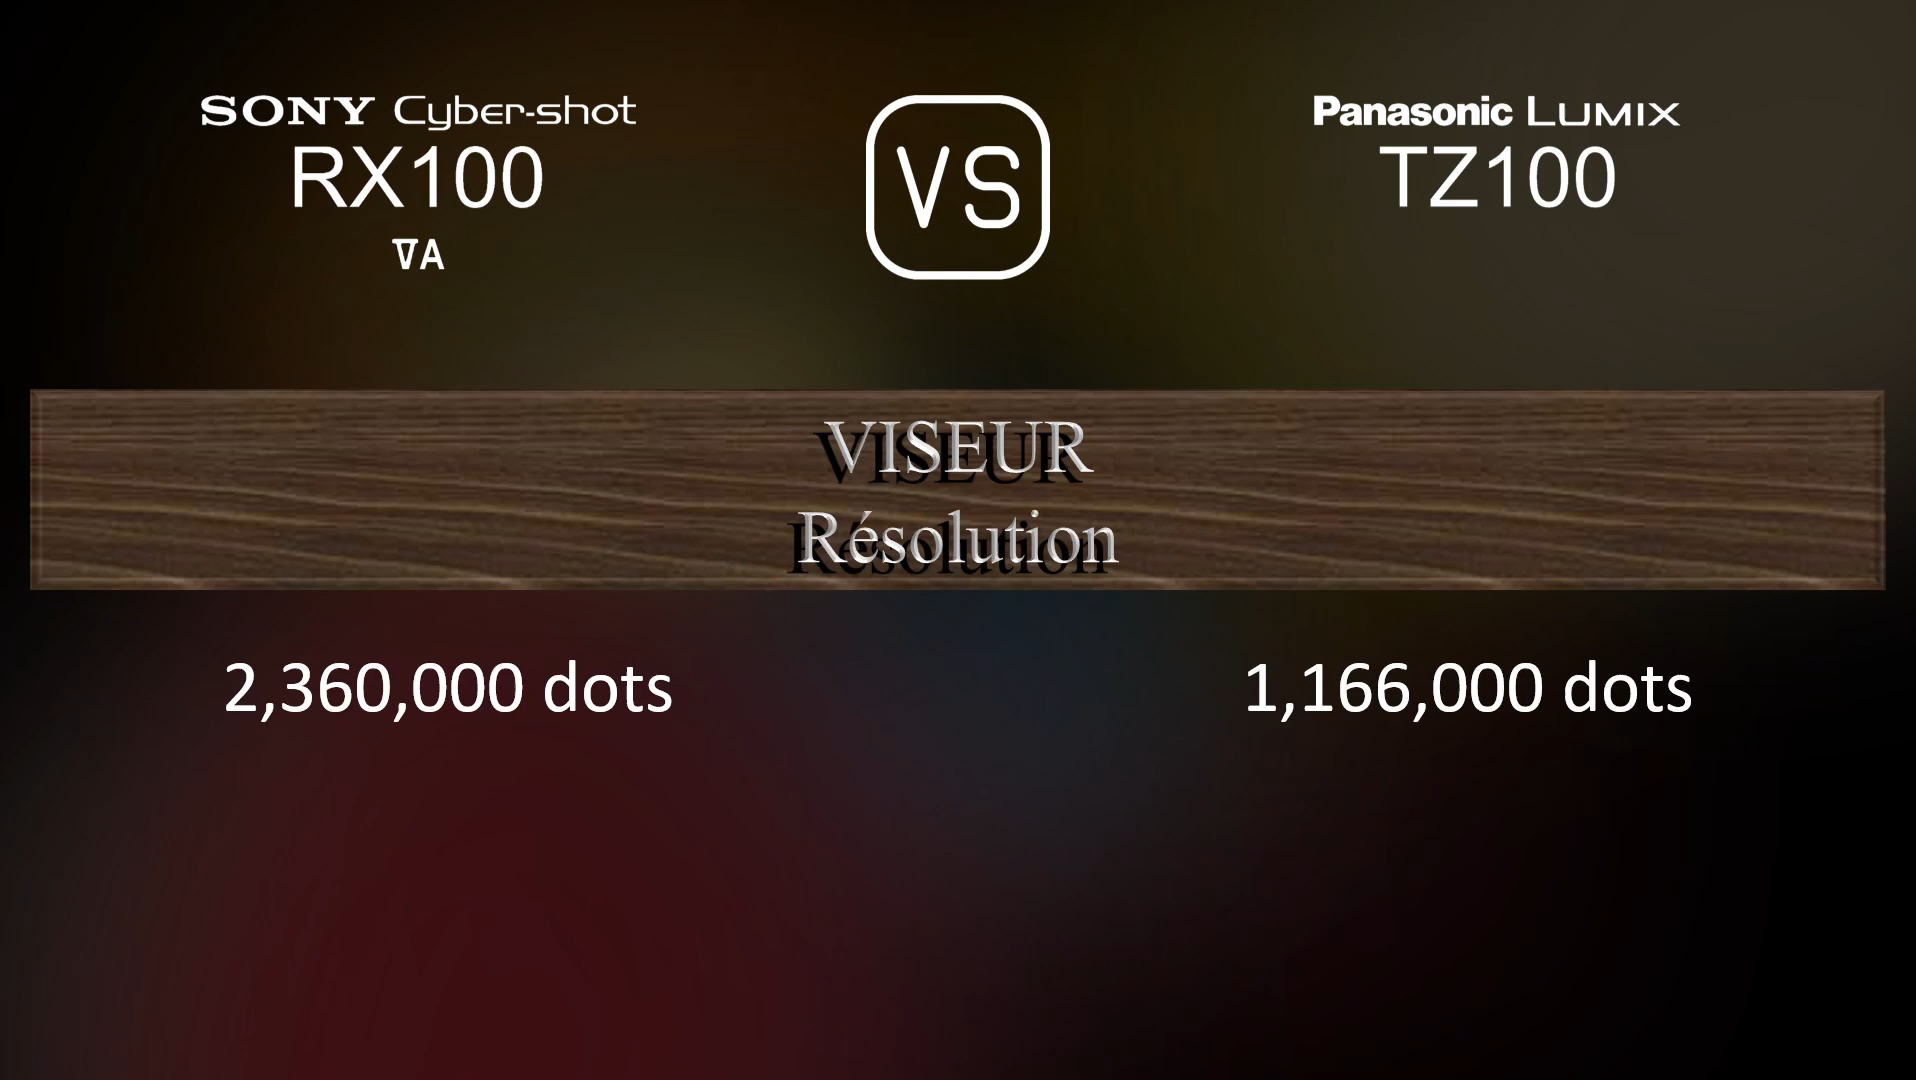 SONY Cyber-shot
RX100
VA
VS
Panasonic LUMIX
TZ100
VISEUR
Résolution
2,360,000 dots
1,166,000 dots